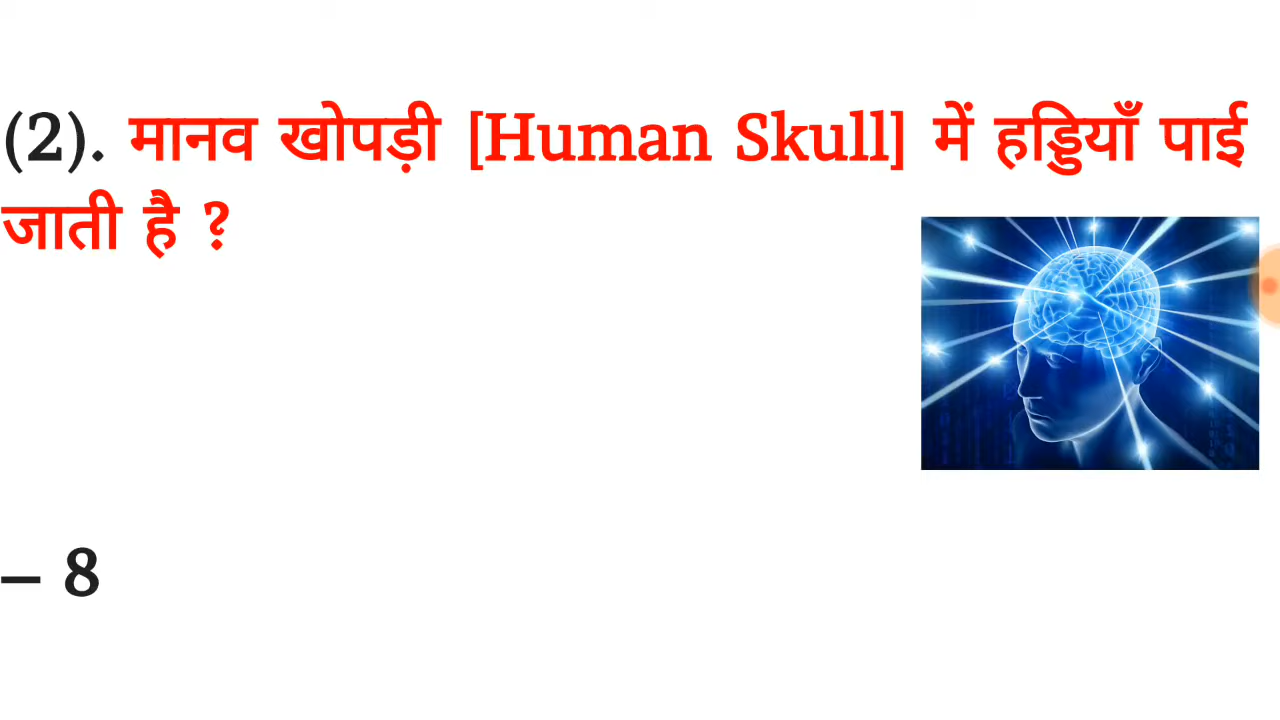 (2). मानव खोपड़ी [Human Skull] में हड्डियाँ पाई
जाती है ?
– 8